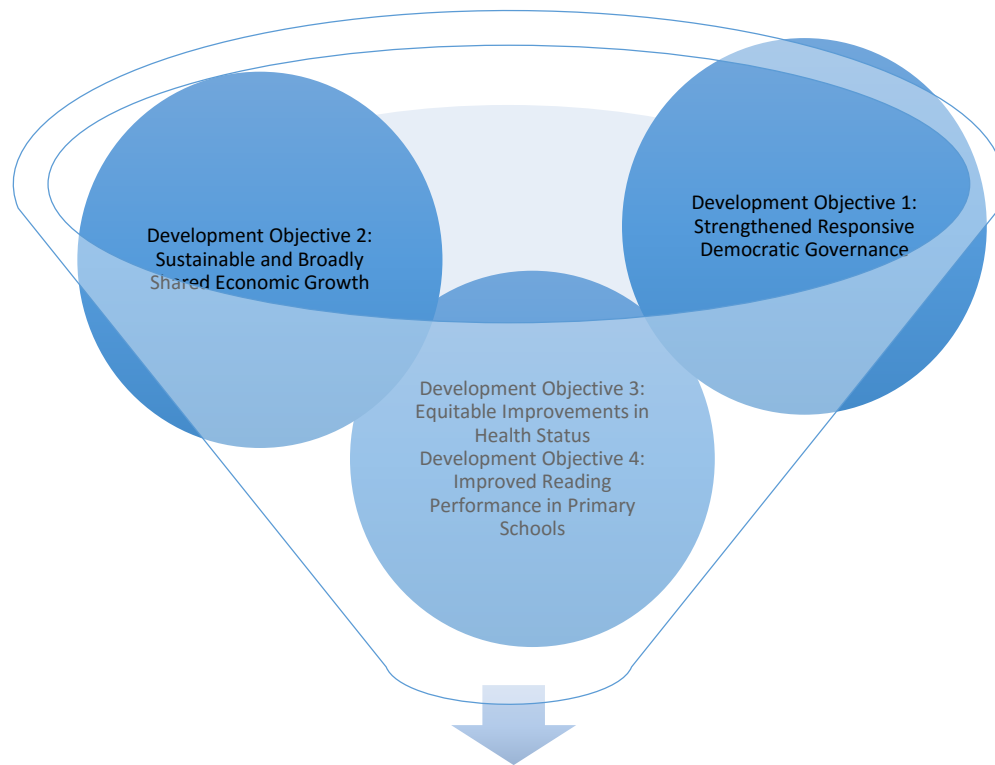 Development Objective 2:
Sustainable and Broadly
Shared Economic Growth
Development Objective 1:
Strengthened Responsive
Democratic Governance
Development Objective 3:
Equitable Improvements in
Health Status
Development Objective 4:
Improved Reading
Performance in Primary
Schools